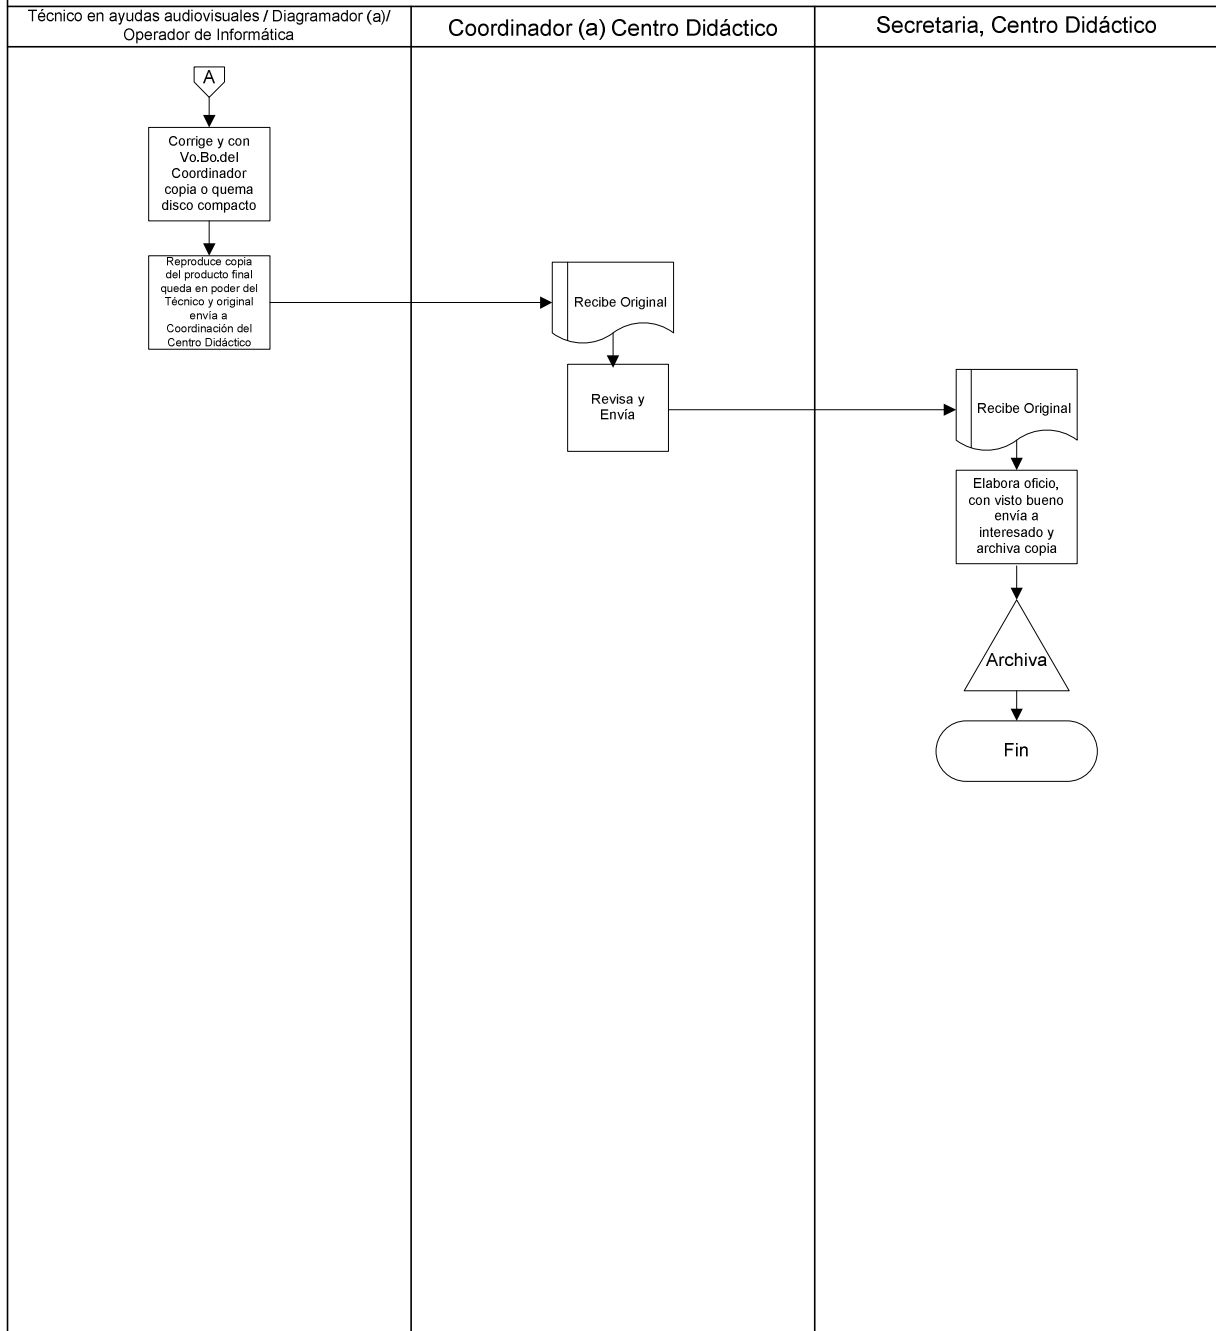 Técnico en ayudas audiovisuales / Diagramador (a)/
Operador de Informática
Coordinador (a) Centro Didáctico
Secretaria, Centro Didáctico
A
Corrige y con
Vo.Bo.del
Coordinador
copia o quema
disco compacto
Reproduce copia
del producto final
queda en poder del
Técnico y original
envía a
Coordinación del
Centro Didáctico
Recibe Original
Revisa y
Envía
Recibe Original
Elabora oficio,
con visto bueno
envía a
interesado y
archiva copia
Archiva
Fin